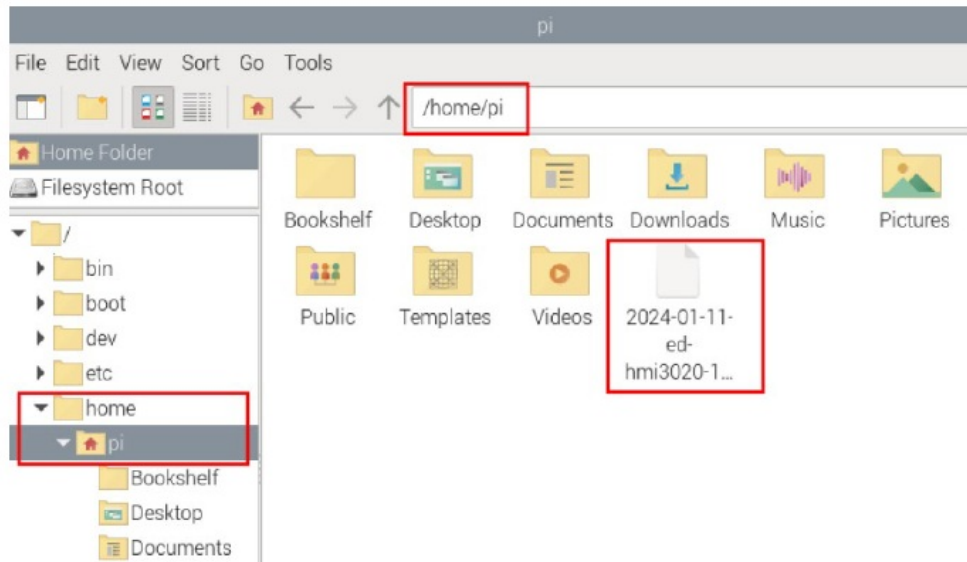 pi
File Edit View Sort Go Tools
/home/pi
Home Folder
Filesystem Root
/
bin
boot
dev
etc
home
pi
Bookshelf
Desktop
Documents
Bookshelf Desktop Documents Downloads Music Pictures
Public Templates Videos 2024-01-11-
ed-
hmi3020-1...